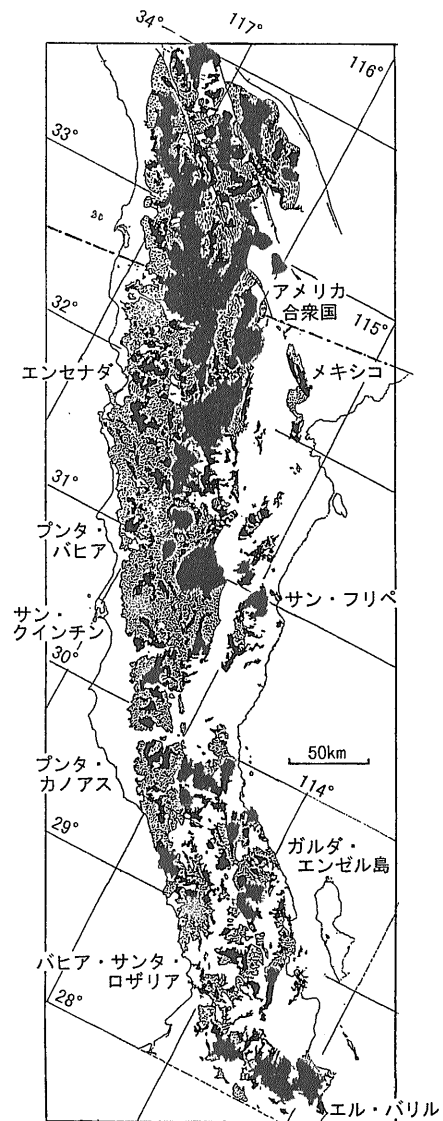 34°
117°
116°
33°
32°
アメリカ
合衆国
115°
エンセナダ
メキシコ
31°
プンタ・
バヒア
サン・フリペ
サン・
クインチン
30°
50km
プンタ・
カノアス
114°
29°
ガルダ・
エンゼル島
バヒア・サンタ・
ロザリア
28°
エル・バリル